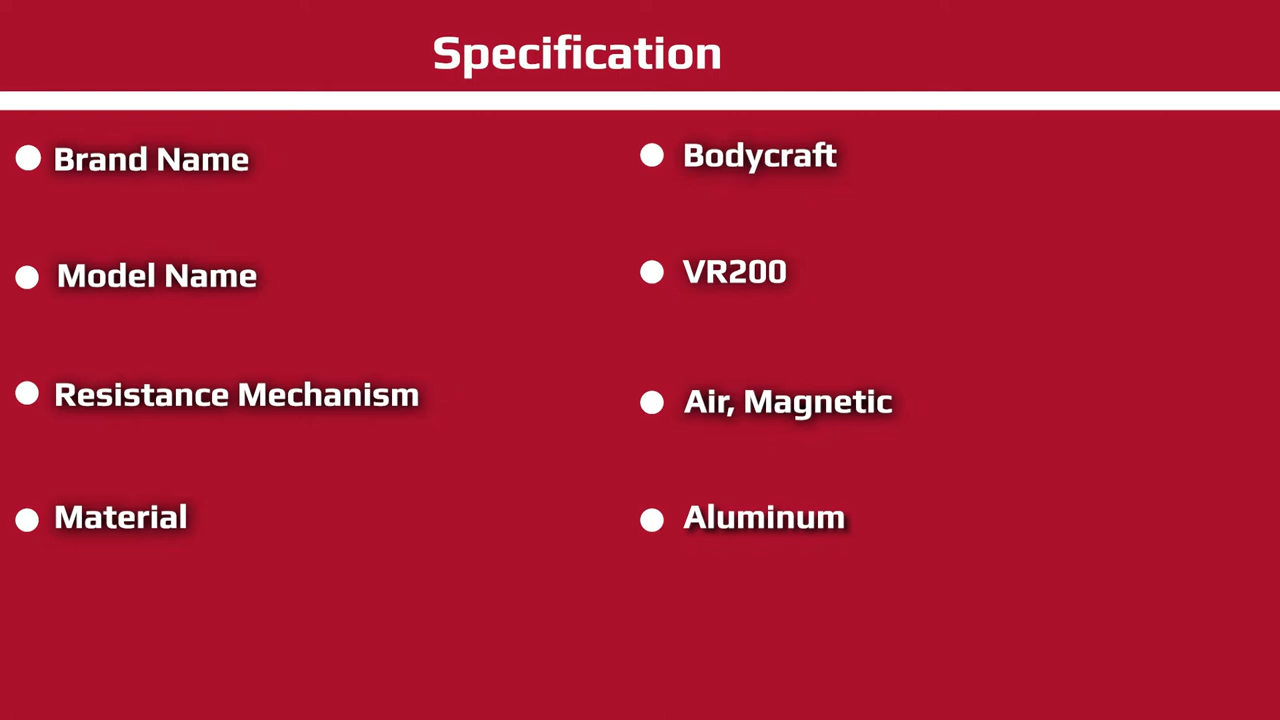 Specification
Brand Name
Bodycraft
Model Name
VR200
Resistance Mechanism
Air, Magnetic
Material
Aluminum